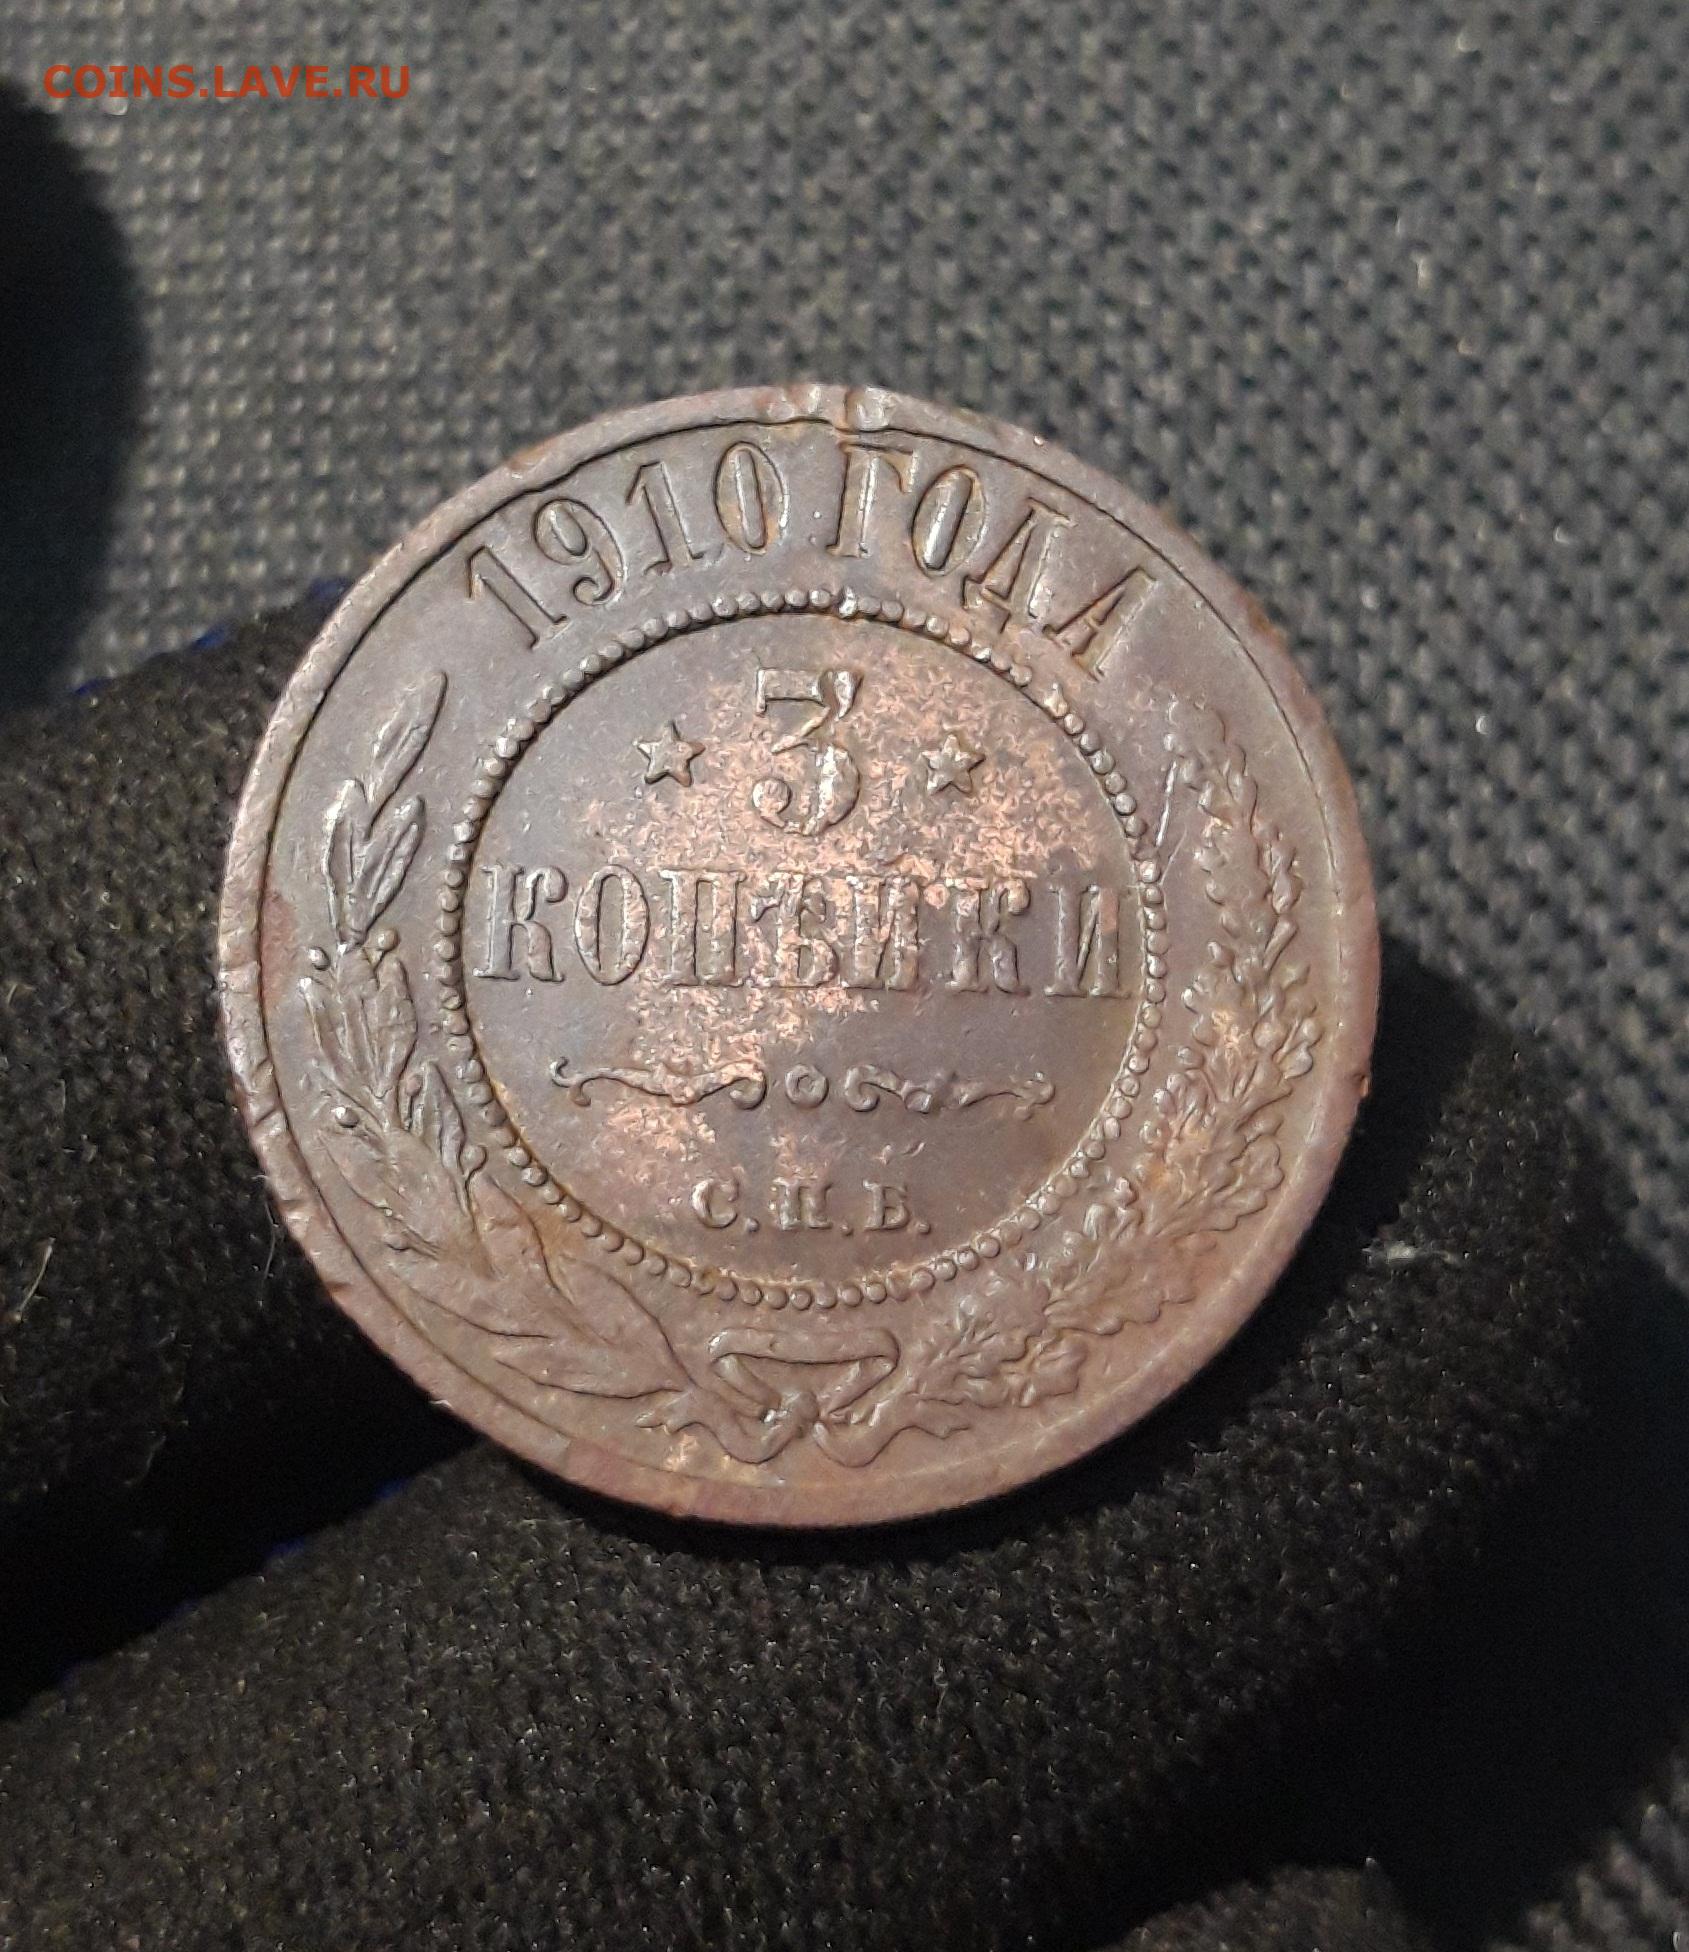 COINS.LAVE.RU
1910 ГОДА
3
КОПѢЙКИ
С.П.Б.